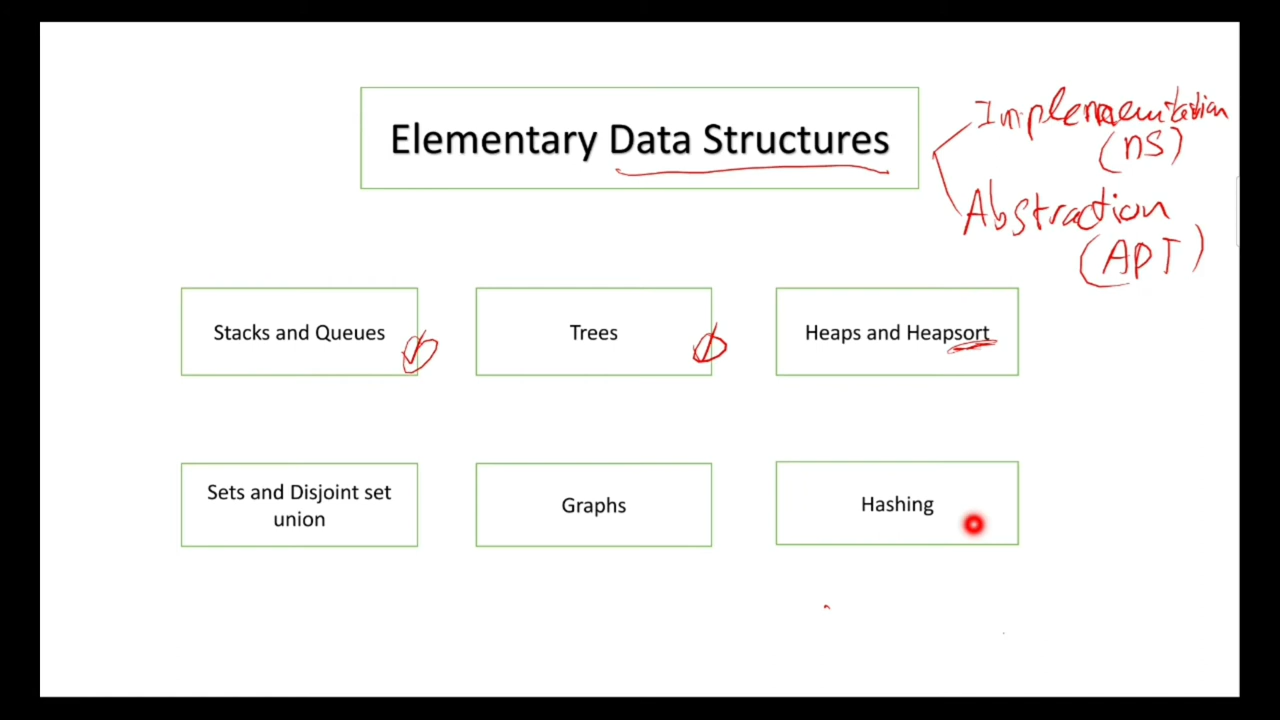 Elementary Data Structures
Implementation
(DS)
Abstraction
(ADT)
Stacks and Queues
Trees
Heaps and Heapsort
Sets and Disjoint set
union
Graphs
Hashing